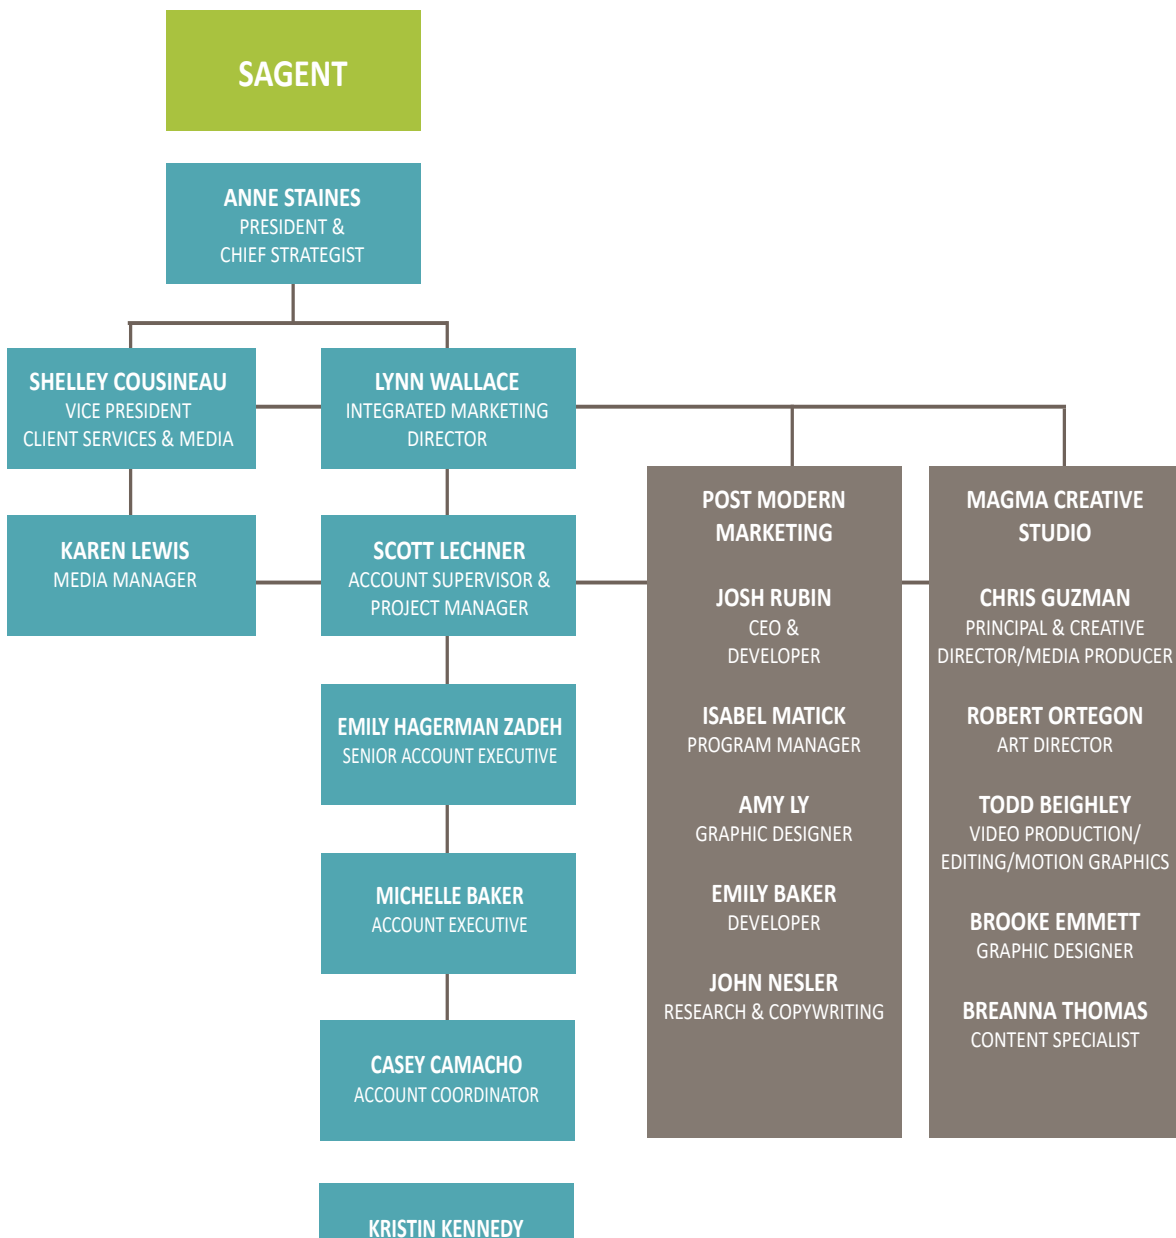 SAGENT
ANNE STAINES
PRESIDENT &
CHIEF STRATEGIST
SHELLEY COUSINEAU
VICE PRESIDENT
CLIENT SERVICES & MEDIA
LYNN WALLACE
INTEGRATED MARKETING
DIRECTOR
KAREN LEWIS
MEDIA MANAGER
SCOTT LECHNER
ACCOUNT SUPERVISOR &
PROJECT MANAGER
EMILY HAGERMAN ZADEH
SENIOR ACCOUNT EXECUTIVE
MICHELLE BAKER
ACCOUNT EXECUTIVE
CASEY CAMACHO
ACCOUNT COORDINATOR
KRISTIN KENNEDY
POST MODERN
MARKETING
JOSH RUBIN
CEO &
DEVELOPER
ISABEL MATICK
PROGRAM MANAGER
AMY LY
GRAPHIC DESIGNER
EMILY BAKER
DEVELOPER
JOHN NESLER
RESEARCH & COPYWRITING
MAGMA CREATIVE
STUDIO
CHRIS GUZMAN
PRINCIPAL & CREATIVE
DIRECTOR/MEDIA PRODUCER
ROBERT ORTEGON
ART DIRECTOR
TODD BEIGHLEY
VIDEO PRODUCTION/
EDITING/MOTION GRAPHICS
BROOKE EMMETT
GRAPHIC DESIGNER
BREANNA THOMAS
CONTENT SPECIALIST